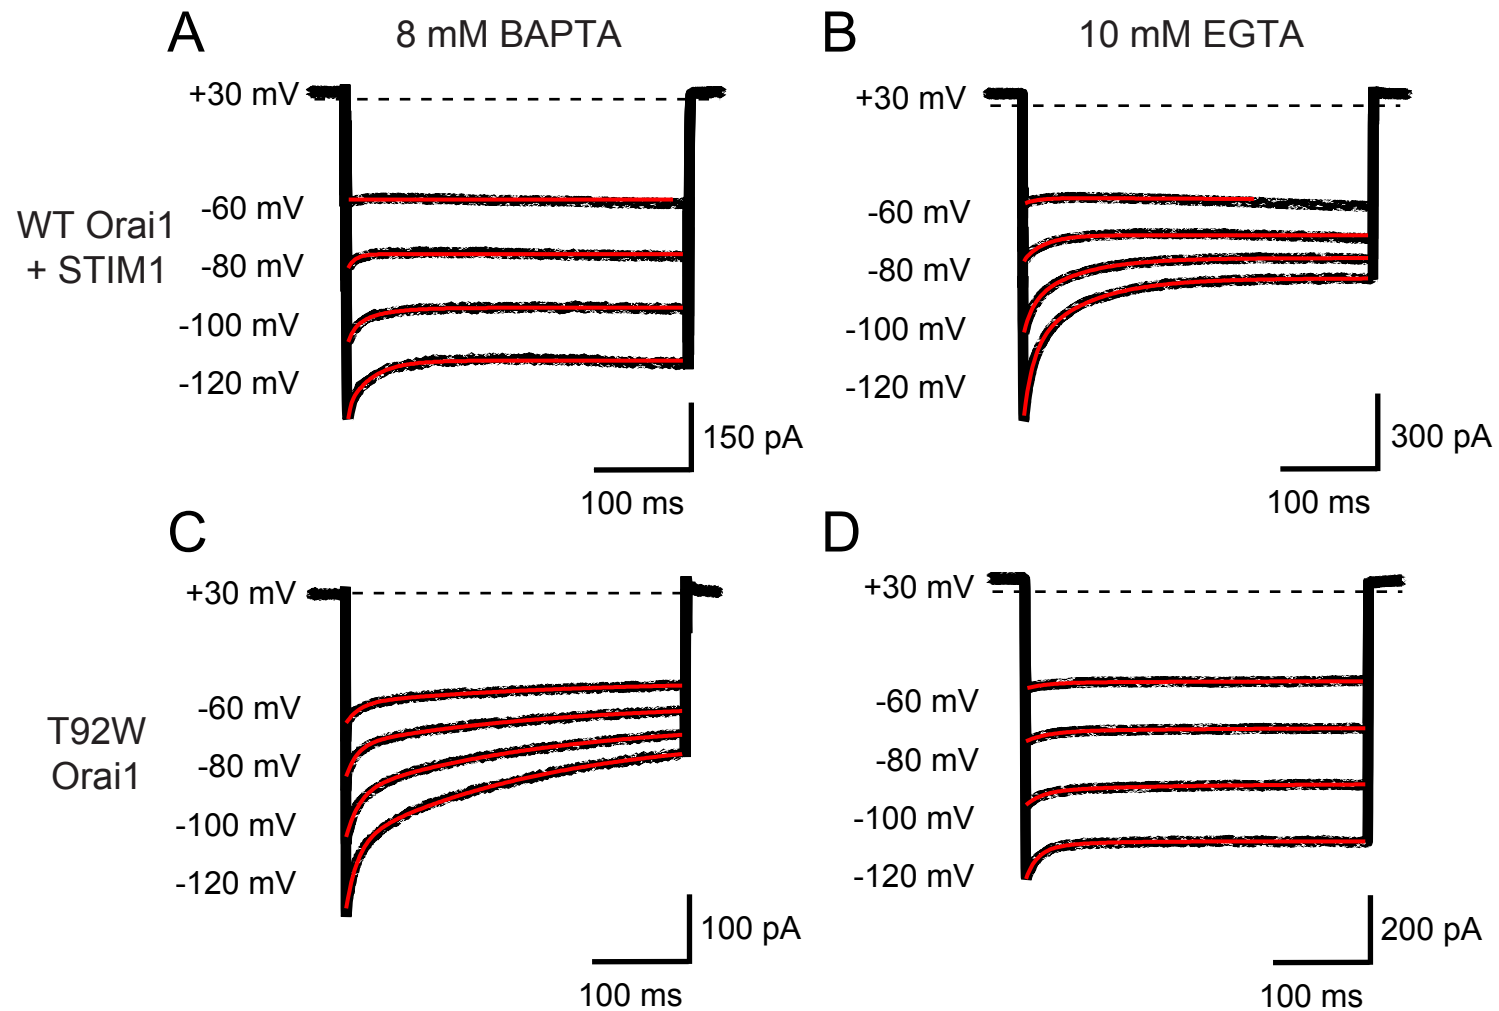 A
8 mM BAPTA
B
10 mM EGTA
WT Orai1
+ STIM1
+30 mV
-60 mV
-80 mV
-100 mV
-120 mV
150 pA
100 ms
+30 mV
-60 mV
-80 mV
-100 mV
-120 mV
300 pA
100 ms
C
D
T92W
Orai1
+30 mV
-60 mV
-80 mV
-100 mV
-120 mV
100 pA
100 ms
+30 mV
-60 mV
-80 mV
-100 mV
-120 mV
200 pA
100 ms